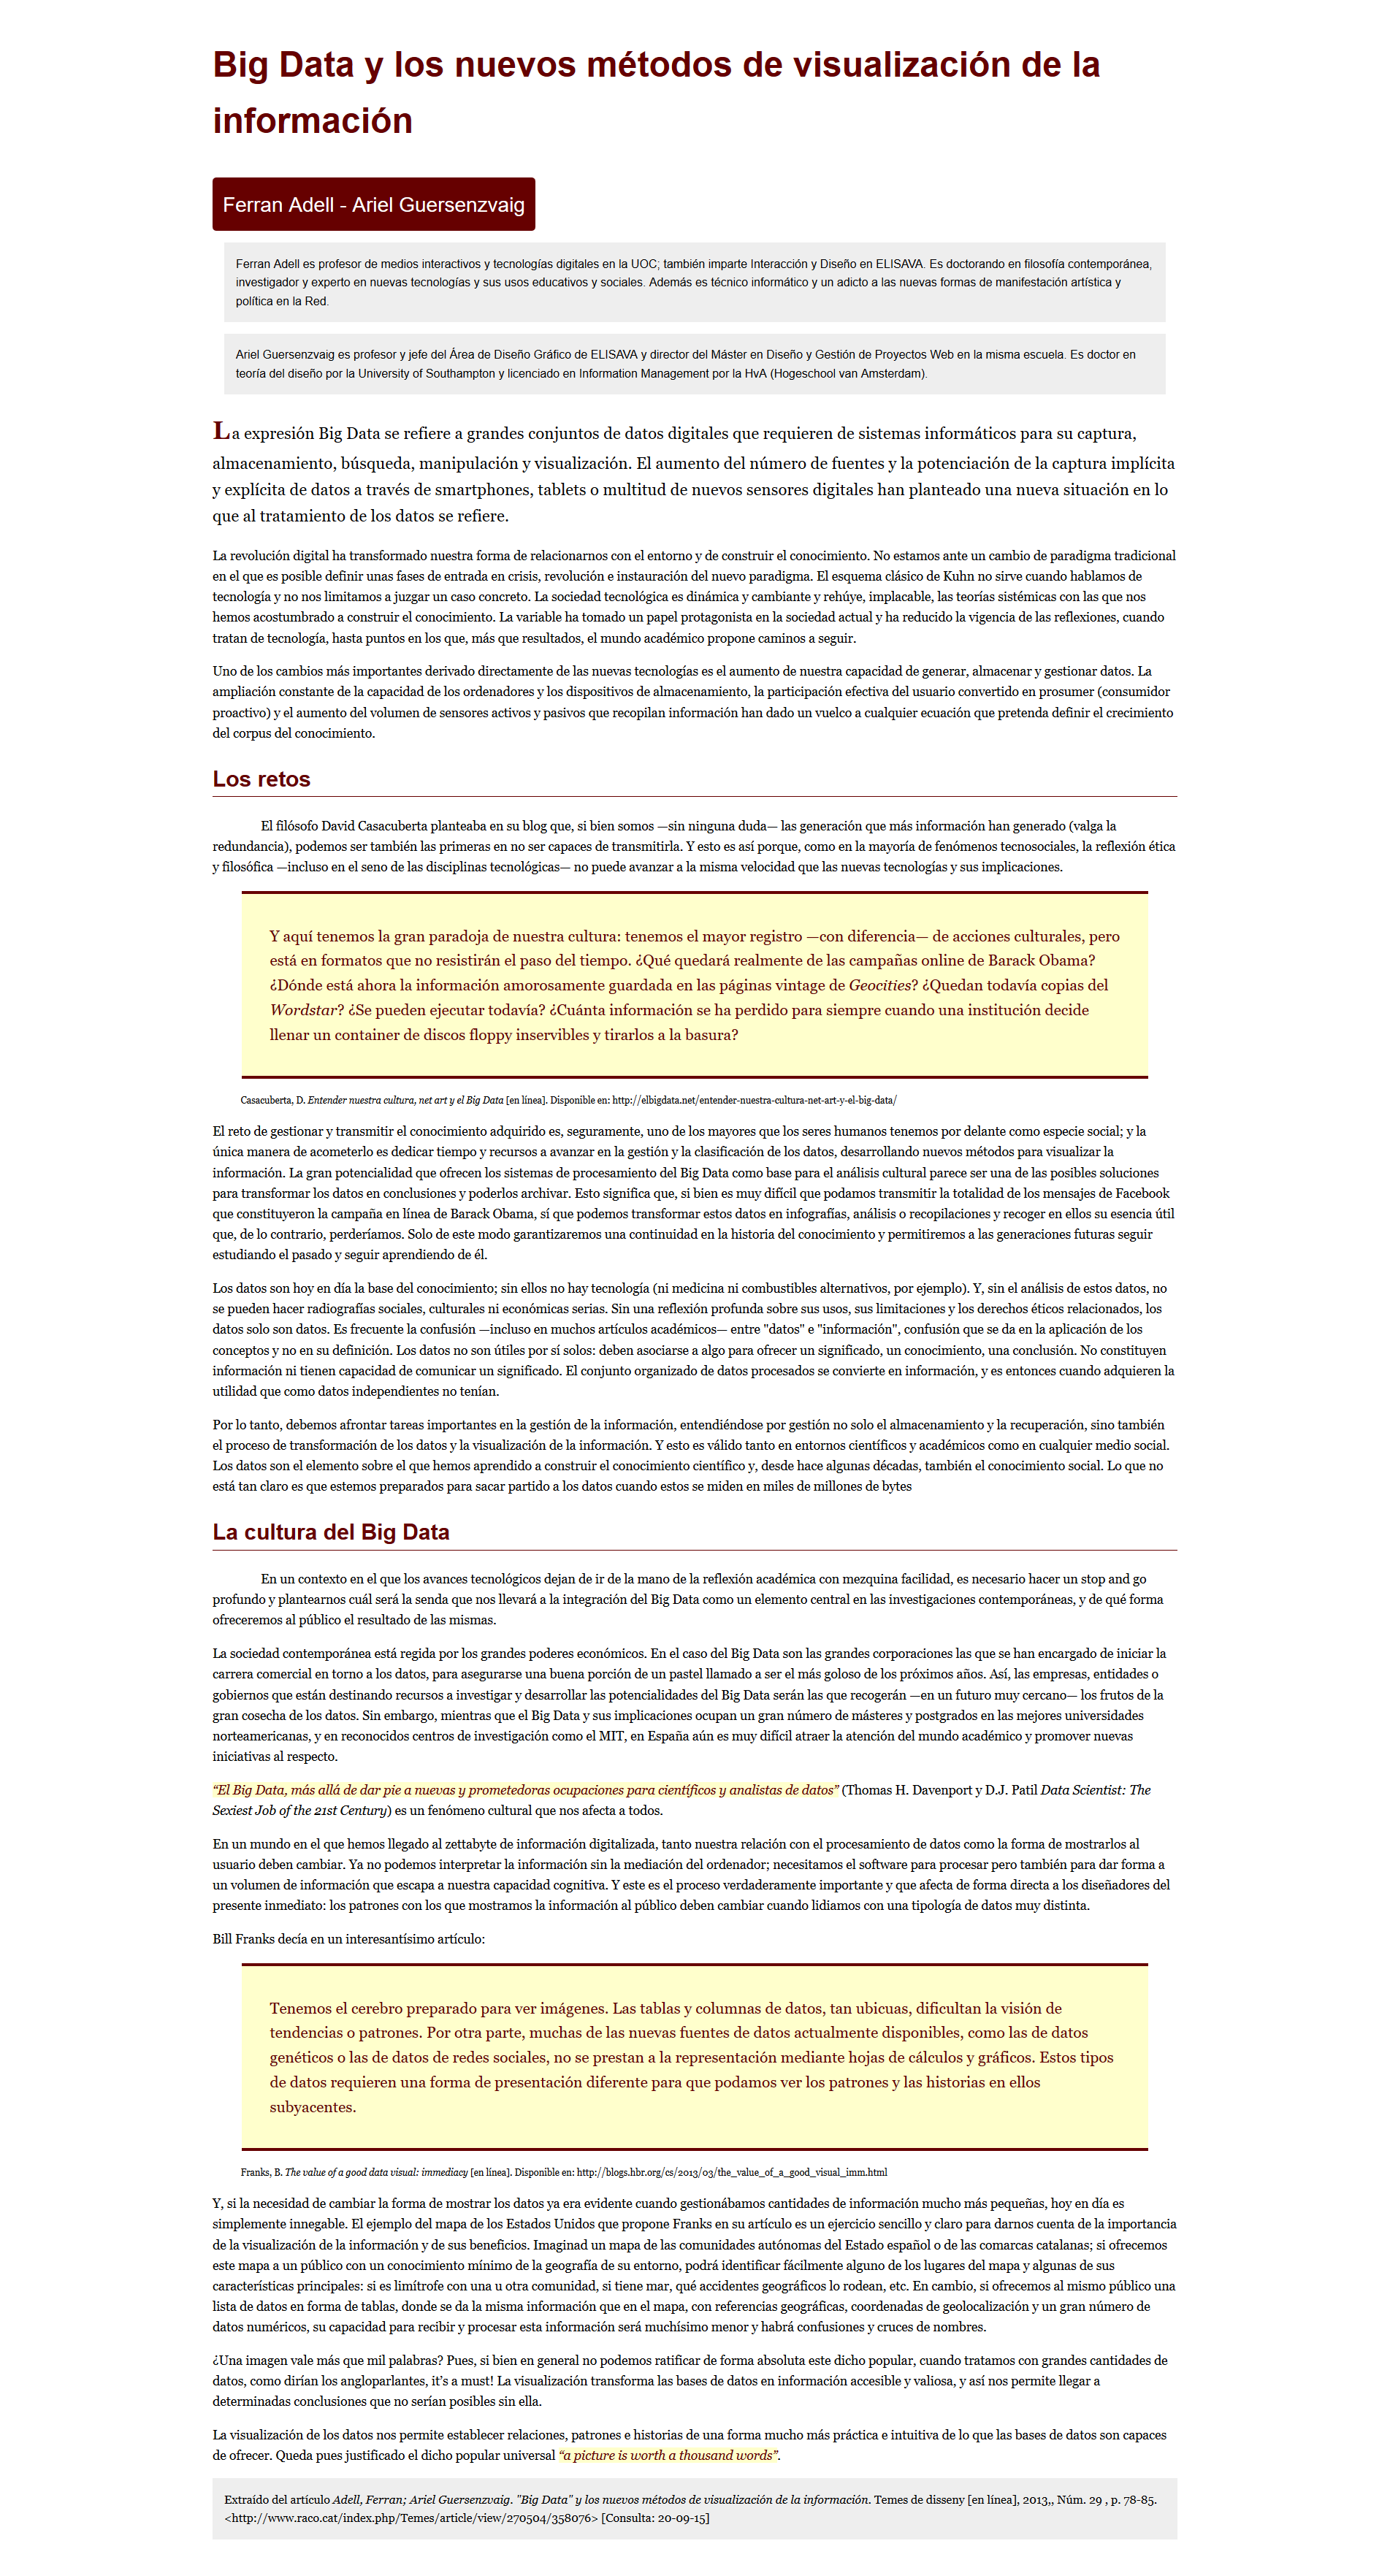 Big Data y los nuevos métodos de visualización de la
información
Ferran Adell - Ariel Guersenzvaig
Ferran Adell es profesor de medios interactivos y tecnologías digitales en la UOC; también imparte Interacción y Diseño en ELISAVA. Es doctorando en filosofía contemporánea,
investigador y experto en nuevas tecnologías y sus usos educativos y sociales. Además es técnico informático y un adicto a las nuevas formas de manifestación artística y
política en la Red.
Ariel Guersenzvaig es profesor y jefe del Área de Diseño Gráfico de ELISAVA y director del Máster en Diseño y Gestión de Proyectos Web en la misma escuela. Es doctor en
teoría del diseño por la University of Southampton y licenciado en Information Management por la HvA (Hogeschool van Amsterdam).
La expresión Big Data se refiere a grandes conjuntos de datos digitales que requieren de sistemas informáticos para su captura,
almacenamiento, búsqueda, manipulación y visualización. El aumento del número de fuentes y la potenciación de la captura implícita
y explícita de datos a través de smartphones, tablets o multitud de nuevos sensores digitales han planteado una nueva situación en lo
que al tratamiento de los datos se refiere.
La revolución digital ha transformado nuestra forma de relacionarnos con el entorno y de construir el conocimiento. No estamos ante un cambio de paradigma tradicional
en el que es posible definir unas fases de entrada en crisis, revolución e instauración del nuevo paradigma. El esquema clásico de Kuhn no sirve cuando hablamos de
tecnología y no nos limitamos a juzgar un caso concreto. La sociedad tecnológica es dinámica y cambiante y rehúye, implacable, las teorías sistémicas con las que nos
hemos acostumbrado a construir el conocimiento. La variable ha tomado un papel protagonista en la sociedad actual y ha reducido la vigencia de las reflexiones, cuando
tratan de tecnología, hasta puntos en los que, más que resultados, el mundo académico propone caminos a seguir.
Uno de los cambios más importantes derivado directamente de las nuevas tecnologías es el aumento de nuestra capacidad de generar, almacenar y gestionar datos. La
ampliación constante de la capacidad de los ordenadores y los dispositivos de almacenamiento, la participación efectiva del usuario convertido en prosumer (consumidor
proactivo) y el aumento del volumen de sensores activos y pasivos que recopilan información han dado un vuelco a cualquier ecuación que pretenda definir el crecimiento
del corpus del conocimiento.
Los retos
El filósofo David Casacuberta planteaba en su blog que, si bien somos —sin ninguna duda— las generación que más información han generado (valga la
redundancia), podemos ser también las primeras en no ser capaces de transmitirla. Y esto es así porque, como en la mayoría de fenómenos tecnosociales, la reflexión ética
y filosófica —incluso en el seno de las disciplinas tecnológicas— no puede avanzar a la misma velocidad que las nuevas tecnologías y sus implicaciones.
Y aquí tenemos la gran paradoja de nuestra cultura: tenemos el mayor registro —con diferencia— de acciones culturales, pero
está en formatos que no resistirán el paso del tiempo. ¿Qué quedará realmente de las campañas online de Barack Obama?
¿Dónde está ahora la información amorosamente guardada en las páginas vintage de Geocities? ¿Quedan todavía copias del
Wordstar? ¿Se pueden ejecutar todavía? ¿Cuánta información se ha perdido para siempre cuando una institución decide
llenar un container de discos floppy inservibles y tirarlos a la basura?
Casacuberta, D. Entender nuestra cultura, net art y el Big Data [en línea]. Disponible en: http://elbigdata.net/entender-nuestra-cultura-net-art-y-el-big-data/
El reto de gestionar y transmitir el conocimiento adquirido es, seguramente, uno de los mayores que los seres humanos tenemos por delante como especie social; y la
única manera de acometerlo es dedicar tiempo y recursos a avanzar en la gestión y la clasificación de los datos, desarrollando nuevos métodos para visualizar la
información. La gran potencialidad que ofrecen los sistemas de procesamiento del Big Data como base para el análisis cultural parece ser una de las posibles soluciones
para transformar los datos en conclusiones y poderlos archivar. Esto significa que, si bien es muy difícil que podamos transmitir la totalidad de los mensajes de Facebook
que constituyeron la campaña en línea de Barack Obama, sí que podemos transformar estos datos en infografías, análisis o recopilaciones y recoger en ellos su esencia útil
que, de lo contrario, perderíamos. Solo de este modo garantizaremos una continuidad en la historia del conocimiento y permitiremos a las generaciones futuras seguir
estudiando el pasado y seguir aprendiendo de él.
Los datos son hoy en día la base del conocimiento; sin ellos no hay tecnología (ni medicina ni combustibles alternativos, por ejemplo). Y, sin el análisis de estos datos, no
se pueden hacer radiografías sociales, culturales ni económicas serias. Sin una reflexión profunda sobre sus usos, sus limitaciones y los derechos éticos relacionados, los
datos solo son datos. Es frecuente la confusión —incluso en muchos artículos académicos— entre "datos" e "información", confusión que se da en la aplicación de los
conceptos y no en su definición. Los datos no son útiles por sí solos: deben asociarse a algo para ofrecer un significado, un conocimiento, una conclusión. No constituyen
información ni tienen capacidad de comunicar un significado. El conjunto organizado de datos procesados se convierte en información, y es entonces cuando adquieren la
utilidad que como datos independientes no tenían.
Por lo tanto, debemos afrontar tareas importantes en la gestión de la información, entendiéndose por gestión no solo el almacenamiento y la recuperación, sino también
el proceso de transformación de los datos y la visualización de la información. Y esto es válido tanto en entornos científicos y académicos como en cualquier medio social.
Los datos son el elemento sobre el que hemos aprendido a construir el conocimiento científico y, desde hace algunas décadas, también el conocimiento social. Lo que no
está tan claro es que estemos preparados para sacar partido a los datos cuando estos se miden en miles de millones de bytes
La cultura del Big Data
En un contexto en el que los avances tecnológicos dejan de ir de la mano de la reflexión académica con mezquina facilidad, es necesario hacer un stop and go
profundo y plantearnos cuál será la senda que nos llevará a la integración del Big Data como un elemento central en las investigaciones contemporáneas, y de qué forma
ofreceremos al público el resultado de las mismas.
La sociedad contemporánea está regida por los grandes poderes económicos. En el caso del Big Data son las grandes corporaciones las que se han encargado de iniciar la
carrera comercial en torno a los datos, para asegurarse una buena porción de un pastel llamado a ser el más goloso de los próximos años. Así, las empresas, entidades o
gobiernos que están destinando recursos a investigar y desarrollar las potencialidades del Big Data serán las que recogerán —en un futuro muy cercano— los frutos de la
gran cosecha de los datos. Sin embargo, mientras que el Big Data y sus implicaciones ocupan un gran número de másteres y postgrados en las mejores universidades
norteamericanas, y en reconocidos centros de investigación como el MIT, en España aún es muy difícil atraer la atención del mundo académico y promover nuevas
iniciativas al respecto.
“El Big Data, más allá de dar pie a nuevas y prometedoras ocupaciones para científicos y analistas de datos” (Thomas H. Davenport y D.J. Patil Data Scientist: The
Sexiest Job of the 21st Century) es un fenómeno cultural que nos afecta a todos.
En un mundo en el que hemos llegado al zettabyte de información digitalizada, tanto nuestra relación con el procesamiento de datos como la forma de mostrarlos al
usuario deben cambiar. Ya no podemos interpretar la información sin la mediación del ordenador; necesitamos el software para procesar pero también para dar forma a
un volumen de información que escapa a nuestra capacidad cognitiva. Y este es el proceso verdaderamente importante y que afecta de forma directa a los diseñadores del
presente inmediato: los patrones con los que mostramos la información al público deben cambiar cuando lidiamos con una tipología de datos muy distinta.
Bill Franks decía en un interesantísimo artículo:
Tenemos el cerebro preparado para ver imágenes. Las tablas y columnas de datos, tan ubicuas, dificultan la visión de
tendencias o patrones. Por otra parte, muchas de las nuevas fuentes de datos actualmente disponibles, como las de datos
genéticos o las de datos de redes sociales, no se prestan a la representación mediante hojas de cálculos y gráficos. Estos tipos
de datos requieren una forma de presentación diferente para que podamos ver los patrones y las historias en ellos
subyacentes.
Franks, B. The value of a good data visual: immediacy [en línea]. Disponible en: http://blogs.hbr.org/cs/2013/03/the_value_of_a_good_visual_imm.html
Y, si la necesidad de cambiar la forma de mostrar los datos ya era evidente cuando gestionábamos cantidades de información mucho más pequeñas, hoy en día es
simplemente innegable. El ejemplo del mapa de los Estados Unidos que propone Franks en su artículo es un ejercicio sencillo y claro para darnos cuenta de la importancia
de la visualización de la información y de sus beneficios. Imaginad un mapa de las comunidades autónomas del Estado español o de las comarcas catalanas; si ofrecemos
este mapa a un público con un conocimiento mínimo de la geografía de su entorno, podrá identificar fácilmente alguno de los lugares del mapa y algunas de sus
características principales: si es limítrofe con una u otra comunidad, si tiene mar, qué accidentes geográficos lo rodean, etc. En cambio, si ofrecemos al mismo público una
lista de datos en forma de tablas, donde se da la misma información que en el mapa, con referencias geográficas, coordenadas de geolocalización y un gran número de
datos numéricos, su capacidad para recibir y procesar esta información será muchísimo menor y habrá confusiones y cruces de nombres.
¿Una imagen vale más que mil palabras? Pues, si bien en general no podemos ratificar de forma absoluta este dicho popular, cuando tratamos con grandes cantidades de
datos, como dirían los angloparlantes, it’s a must! La visualización transforma las bases de datos en información accesible y valiosa, y así nos permite llegar a
determinadas conclusiones que no serían posibles sin ella.
La visualización de los datos nos permite establecer relaciones, patrones e historias de una forma mucho más práctica e intuitiva de lo que las bases de datos son capaces
de ofrecer. Queda pues justificado el dicho popular universal “a picture is worth a thousand words”.
Extraído del artículo Adell, Ferran; Ariel Guersenzvaig. "Big Data" y los nuevos métodos de visualización de la información. Temes de disseny [en línea], 2013,, Núm. 29 , p. 78-85.
<http://www.raco.cat/index.php/Temes/article/view/270504/358076> [Consulta: 20-09-15]